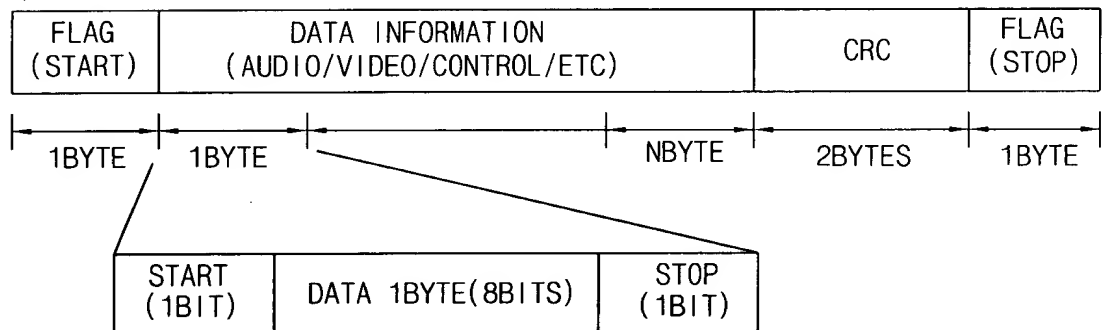 FLAG
(START)
DATA INFORMATION
(AUDIO/VIDEO/CONTROL/ETC)
CRC
FLAG
(STOP)
1BYTE
1BYTE
NBYTE
2BYTES
1BYTE
START
(1BIT)
DATA 1BYTE(8BITS)
STOP
(1BIT)